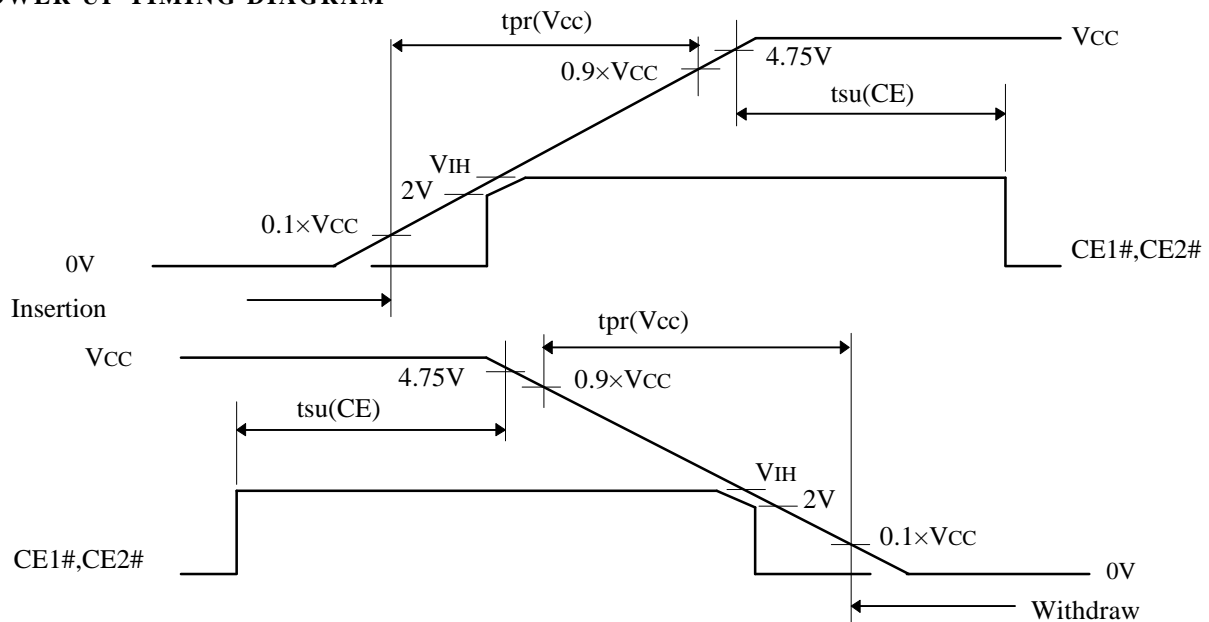 POWER UP TIMING DIAGRAM
tpr(Vcc)
VCC
4.75V
0.9×VCC
tsu(CE)
VIH
2V
0.1×VCC
0V
CE1#,CE2#
Insertion
tpr(Vcc)
VCC
4.75V
0.9×VCC
tsu(CE)
VIH
2V
0.1×VCC
CE1#,CE2#
0V
Withdraw